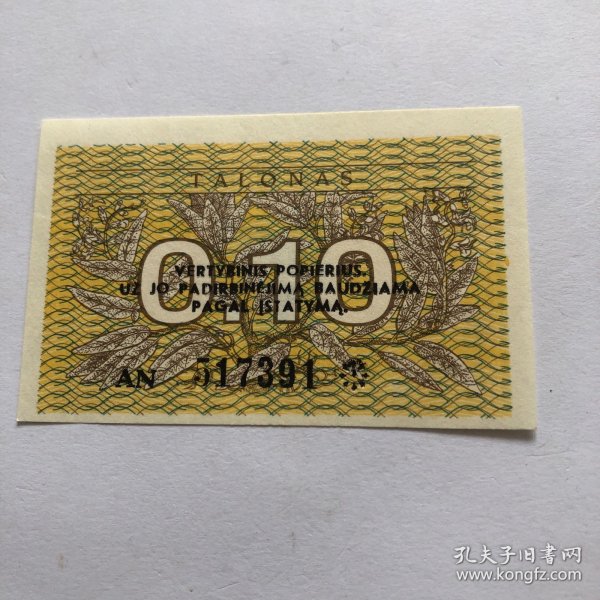 TALONAS
0.10
VERTYBINIS POPIERIUS.
UŽ JO PADIRBINĖJIMĄ BAUDŽIAMA
PAGAL ĮSTATYMĄ.
AN 517391
孔夫子旧书网
www.kongfz.com